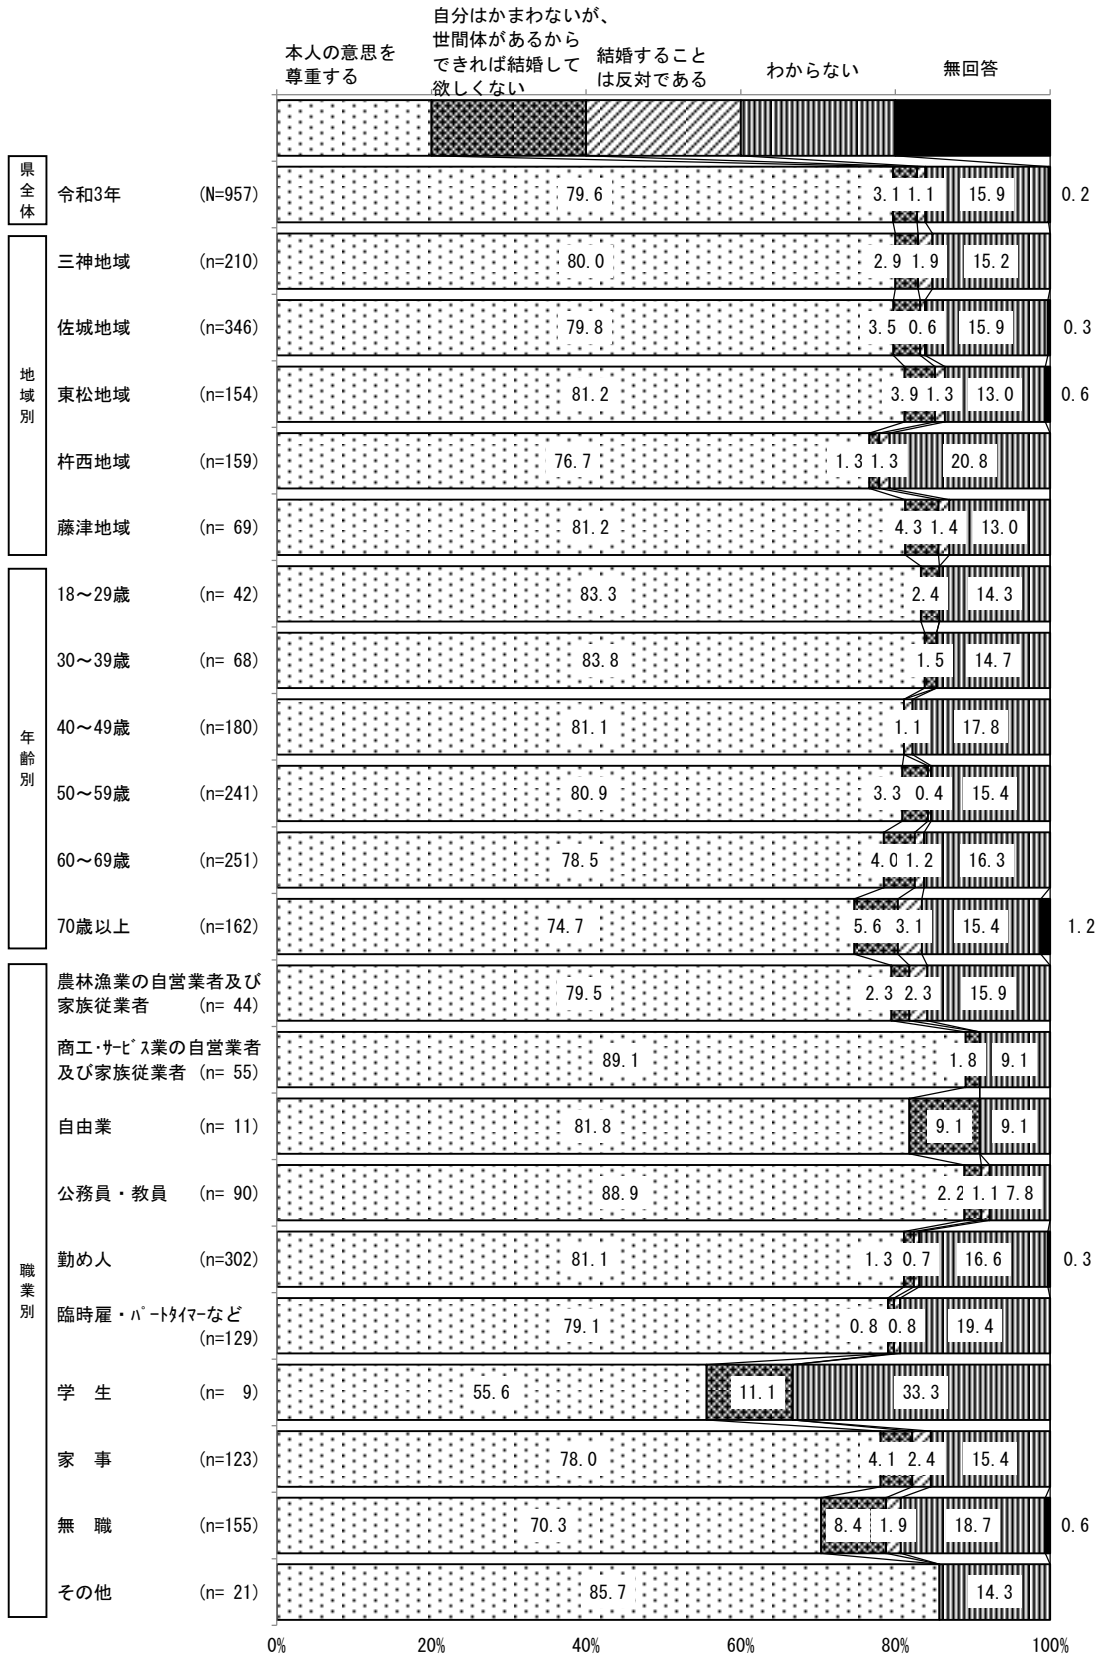 自分はかまわないが、
世間体があるから
できれば結婚して
欲しくない
本人の意思を
尊重する
結婚すること
は反対である
わからない
無回答
県全体
令和3年 (N=957) 79.6 3.1 1.1 15.9 0.2
地域別
三神地域 (n=210) 80.0 2.9 1.9 15.2
佐城地域 (n=346) 79.8 3.5 0.6 15.9 0.3
東松地域 (n=154) 81.2 3.9 1.3 13.0 0.6
杵西地域 (n=159) 76.7 1.3 1.3 20.8
藤津地域 (n= 69) 81.2 4.3 1.4 13.0
年齢別
18～29歳 (n= 42) 83.3 2.4 14.3
30～39歳 (n= 68) 83.8 1.5 14.7
40～49歳 (n=180) 81.1 1.1 17.8
50～59歳 (n=241) 80.9 3.3 0.4 15.4
60～69歳 (n=251) 78.5 4.0 1.2 16.3
70歳以上 (n=162) 74.7 5.6 3.1 15.4 1.2
職業別
農林漁業の自営業者及び
家族従業者 (n= 44) 79.5 2.3 2.3 15.9
商工・ｻｰﾋﾞｽ業の自営業者
及び家族従業者 (n= 55) 89.1 1.8 9.1
自由業 (n= 11) 81.8 9.1 9.1
公務員・教員 (n= 90) 88.9 2.2 1.1 7.8
勤め人 (n=302) 81.1 1.3 0.7 16.6 0.3
臨時雇・ﾊﾟｰﾄﾀｲﾏｰなど
(n=129) 79.1 0.8 0.8 19.4
学　生 (n= 9) 55.6 11.1 33.3
家　事 (n=123) 78.0 4.1 2.4 15.4
無　職 (n=155) 70.3 8.4 1.9 18.7 0.6
その他 (n= 21) 85.7 14.3
0% 20% 40% 60% 80% 100%